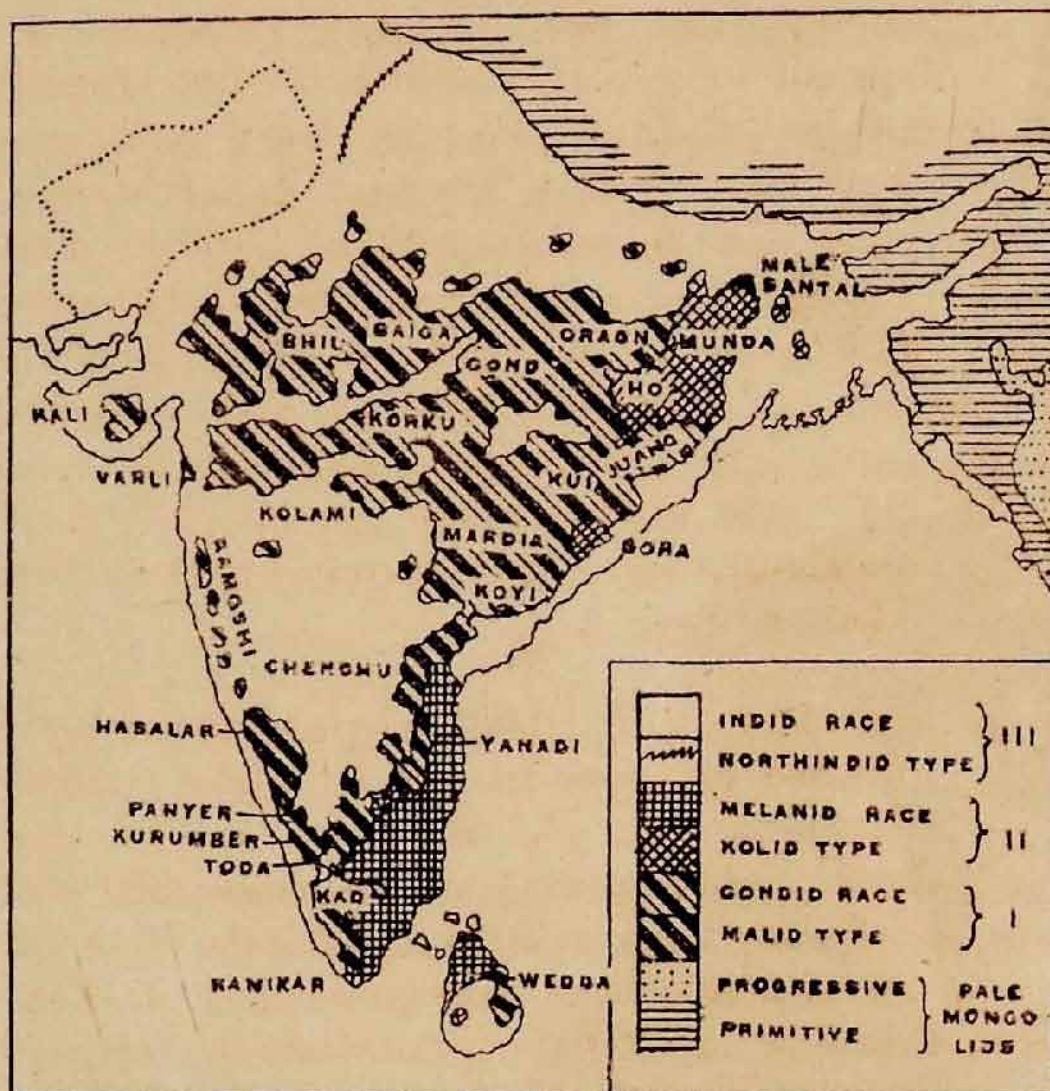 MALE
SANTAL
BHIL
BAIGA
ORAON
MUNDA
GOND
HO
KALI
KORKU
JUANG
VARLI
KUI
KOLAMI
MARDIA
SORA
RAMOSHI
KOYI
CHENCHU
HASALAR
YANADI
PANYER
KURUMBER
TODA
KAD
KANIKAR
WEDDA
INDID RACE
NORTHINDID TYPE
III
MELANID RACE
KOLID TYPE
II
GONDID RACE
MALID TYPE
I
PROGRESSIVE
PRIMITIVE
PALE
MONGO
LIDS